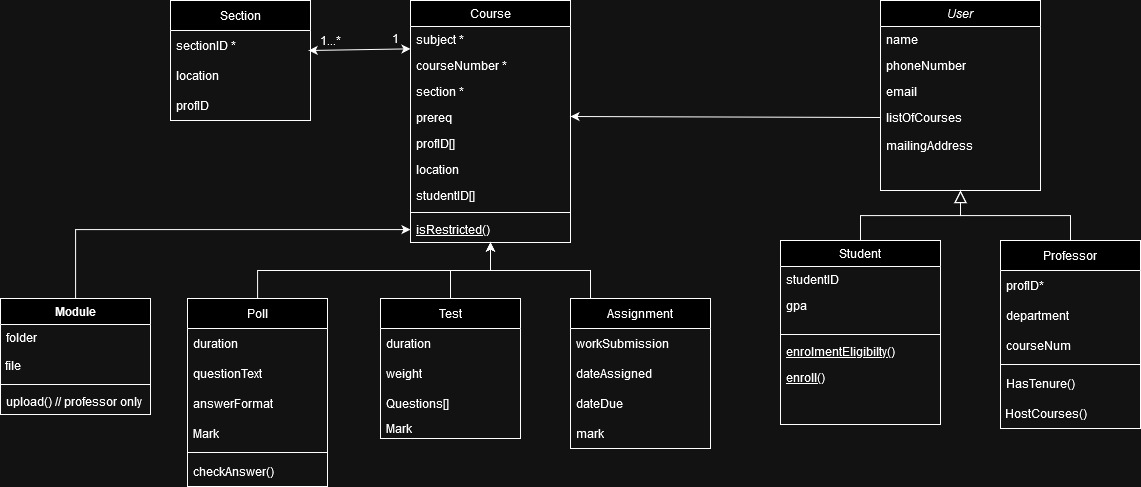 Section
sectionID *
location
profID
1...*
1
Course
subject *
courseNumber *
section *
prereq
profID[]
location
studentID[]
isRestricted()
User
name
phoneNumber
email
listOfCourses
mailingAddress
Module
folder
file
upload() // professor only
Poll
duration
questionText
answerFormat
Mark
checkAnswer()
Test
duration
weight
Questions[]
Mark
Assignment
workSubmission
dateAssigned
dateDue
mark
Student
studentID
gpa
enrolmentEligibilty()
enroll()
Professor
profID*
department
courseNum
HasTenure()
HostCourses()